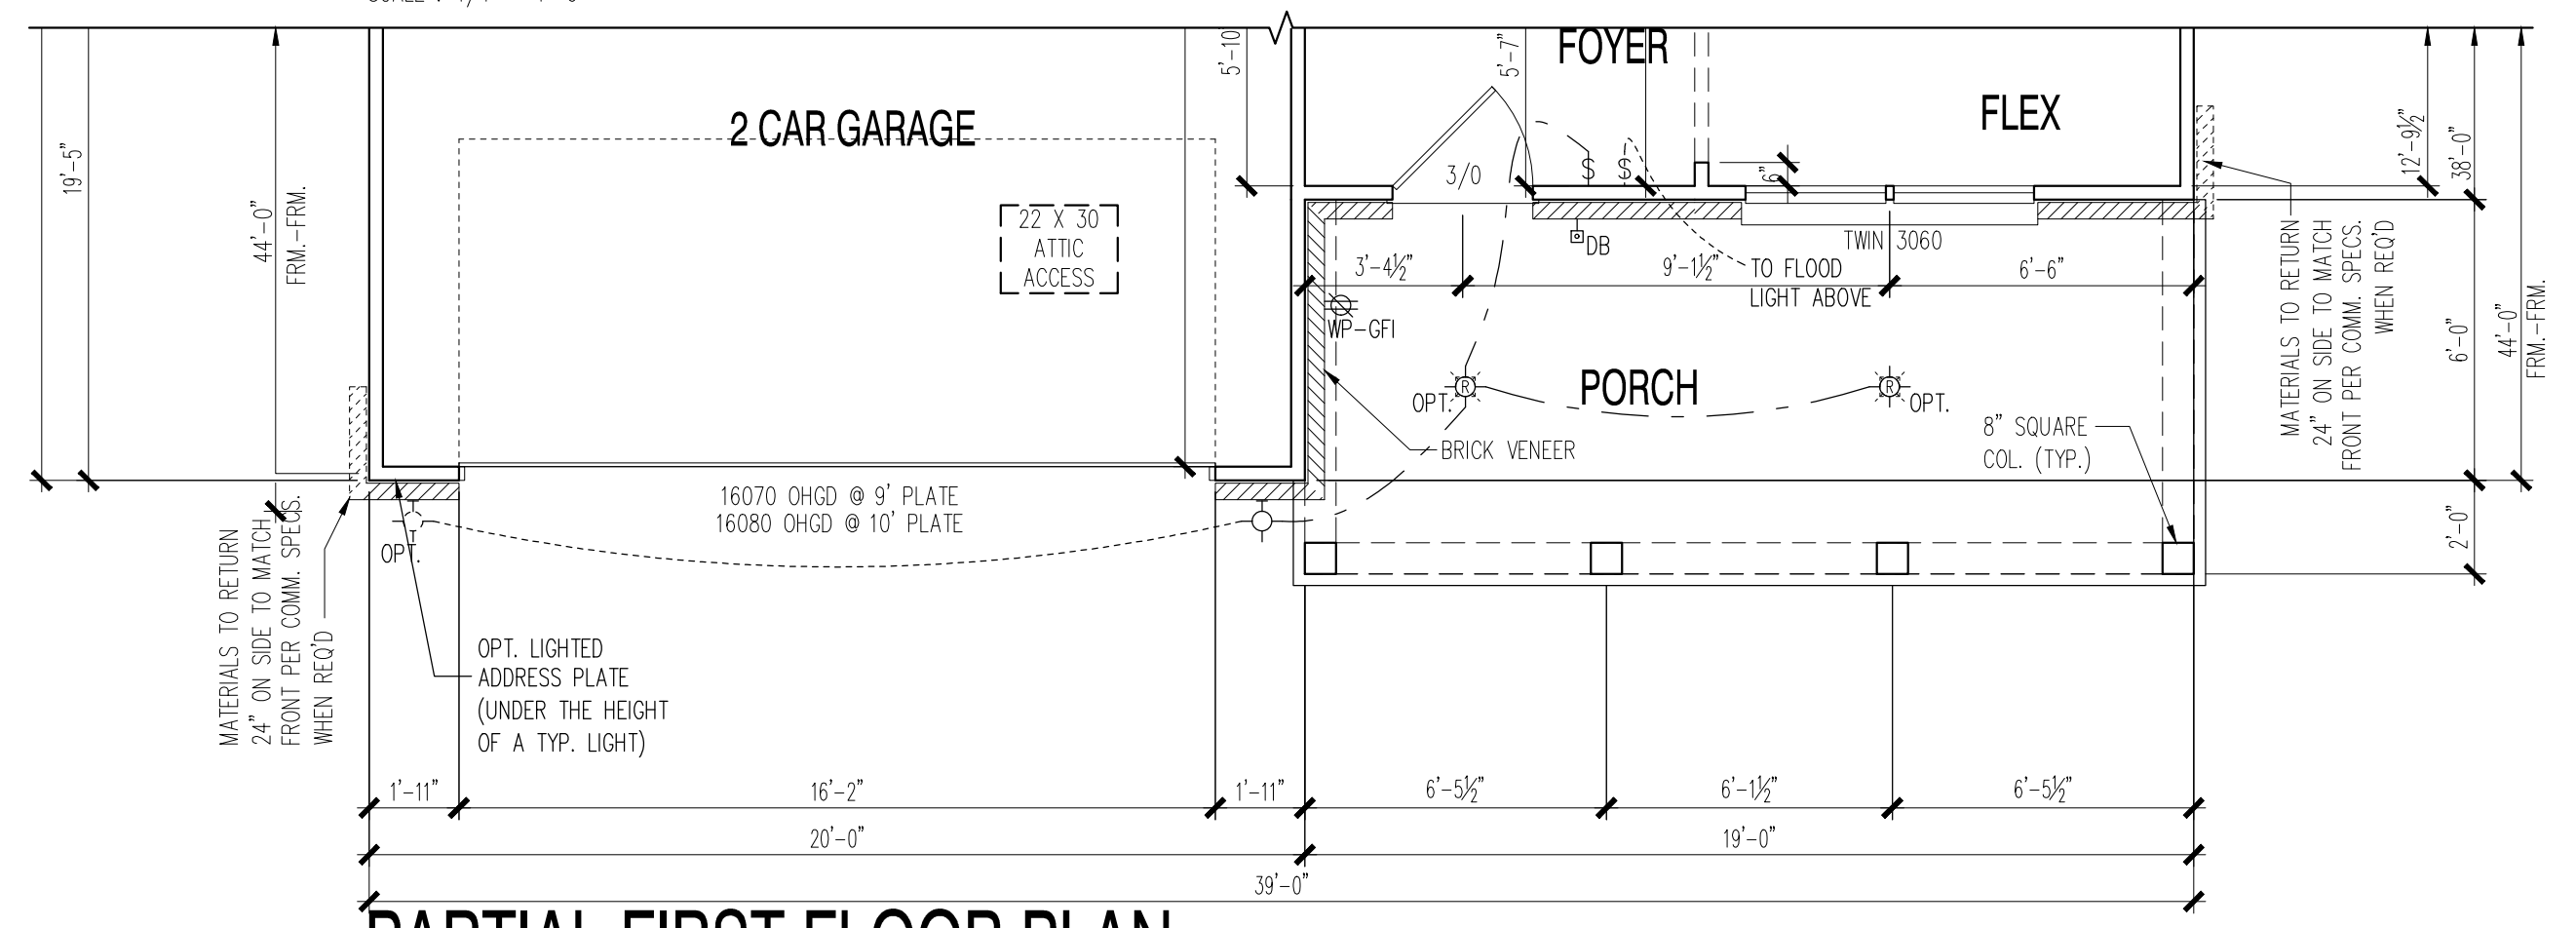 FOYER
5'-10
5'-7"
2 CAR GARAGE
FLEX
19'-5"
44'-0"
FRM.-FRM.
3/0
S
S
6"
12'-9½"
38'-0"
22 X 30
ATTIC
ACCESS
DB
TWIN 3060
3'-4½"
9'-1½"
6'-6"
TO FLOOD
LIGHT ABOVE
WP-GFI
MATERIALS TO RETURN
24" ON SIDE TO MATCH
FRONT PER COMM. SPECS.
WHEN REQ'D
6'-0"
44'-0"
FRM.-FRM.
R
OPT.
PORCH
R
OPT.
8" SQUARE
COL. (TYP.)
BRICK VENEER
16070 OHGD @ 9' PLATE
16080 OHGD @ 10' PLATE
OPT.
2'-0"
MATERIALS TO RETURN
24" ON SIDE TO MATCH
FRONT PER COMM. SPECS.
WHEN REQ'D
OPT. LIGHTED
ADDRESS PLATE
(UNDER THE HEIGHT
OF A TYP. LIGHT)
1'-11"
16'-2"
1'-11"
6'-5½"
6'-1½"
6'-5½"
20'-0"
19'-0"
39'-0"
PARTIAL FIRST FLOOR PLAN